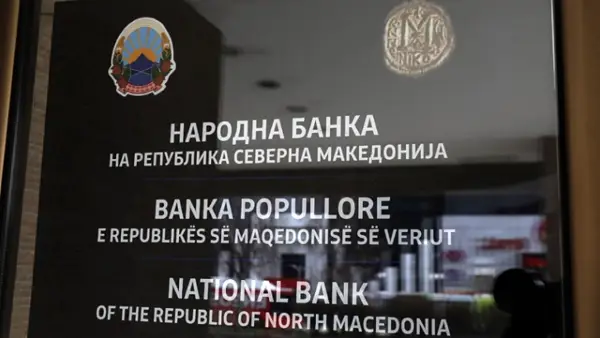 M
NIKO
НАРОДНА БАНКА
НА РЕПУБЛИКА СЕВЕРНА МАКЕДОНИЈА
BANKA POPULLORE
E REPUBLIKËS SË MAQEDONISË SË VERIUT
NATIONAL BANK
OF THE REPUBLIC OF NORTH MACEDONIA